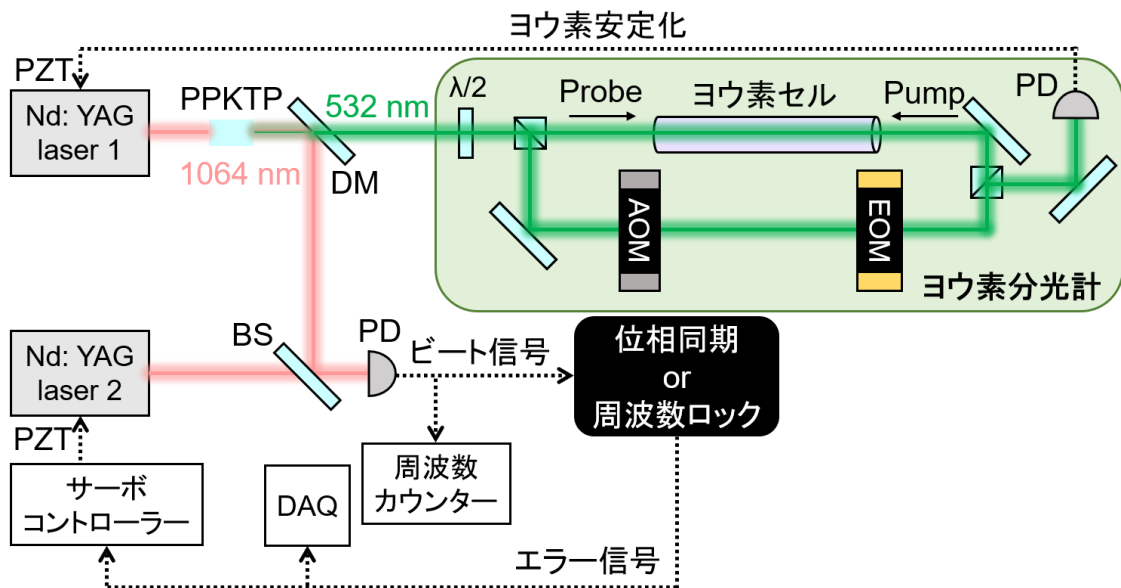 ヨウ素安定化
PZT
Nd: YAG
laser 1
PPKTP
532 nm
1064 nm
DM
λ/2
Probe
ヨウ素セル
Pump
PD
AOM
EOM
ヨウ素分光計
Nd: YAG
laser 2
BS
PD
ビート信号
位相同期
or
周波数ロック
PZT
サーボ
コントローラー
DAQ
周波数
カウンター
エラー信号